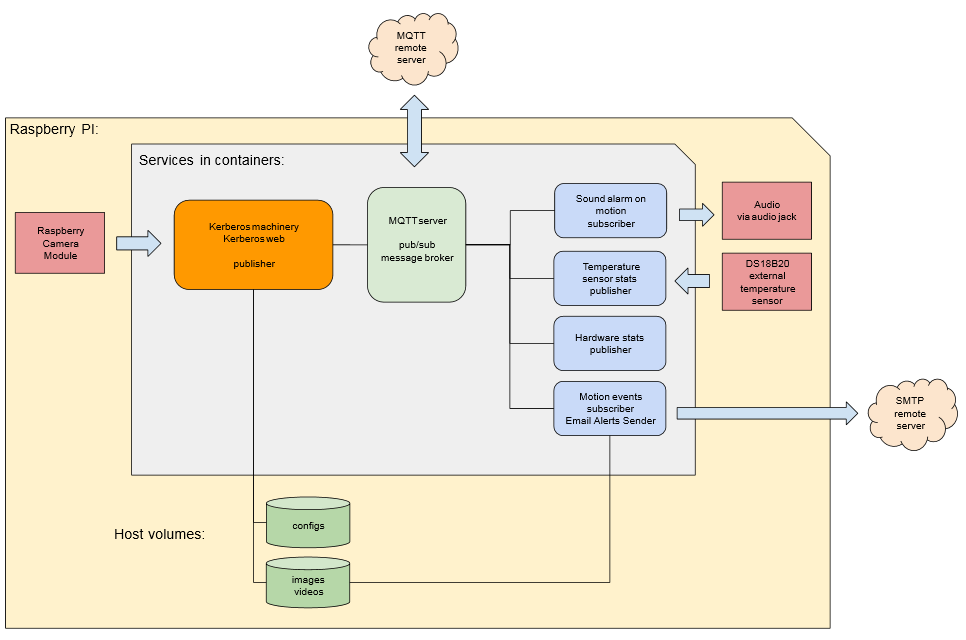 MQTT
remote
server
Raspberry PI:
Services in containers:
Raspberry
Camera
Module
Kerberos machinery
Kerberos web
publisher
MQTT server
pub/sub
message broker
Sound alarm on
motion
subscriber
Audio
via audio jack
Temperature
sensor stats
publisher
DS18B20
external
temperature
sensor
Hardware stats
publisher
Motion events
subscriber
Email Alerts Sender
SMTP
remote
server
Host volumes:
configs
images
videos